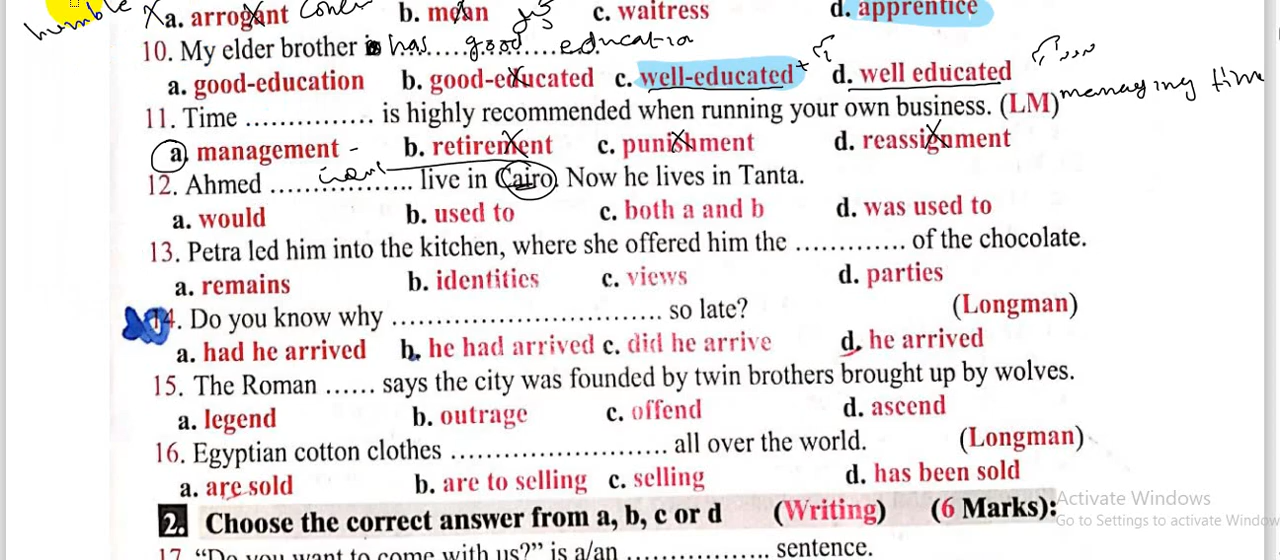 humble a. arrogant b. mean c. waitress d. apprentice
10. My elder brother is has....good....education
a. good-education b. good-educated c. well-educated + d. well educated
11. Time ............... is highly recommended when running your own business. (LM) managing time
a. management - b. retirement c. punishment d. reassignment
12. Ahmed ................. live in Cairo. Now he lives in Tanta.
a. would b. used to c. both a and b d. was used to
13. Petra led him into the kitchen, where she offered him the ............. of the chocolate.
a. remains b. identities c. views d. parties
14. Do you know why ................................ so late? (Longman)
a. had he arrived b. he had arrived c. did he arrive d. he arrived
15. The Roman ...... says the city was founded by twin brothers brought up by wolves.
a. legend b. outrage c. offend d. ascend
16. Egyptian cotton clothes .......................... all over the world. (Longman)
a. are sold b. are to selling c. selling d. has been sold
2. Choose the correct answer from a, b, c or d (Writing) (6 Marks):
17. "Do you want to come with us?" is a/an ................. sentence.
Activate Windows
Go to Settings to activate Window